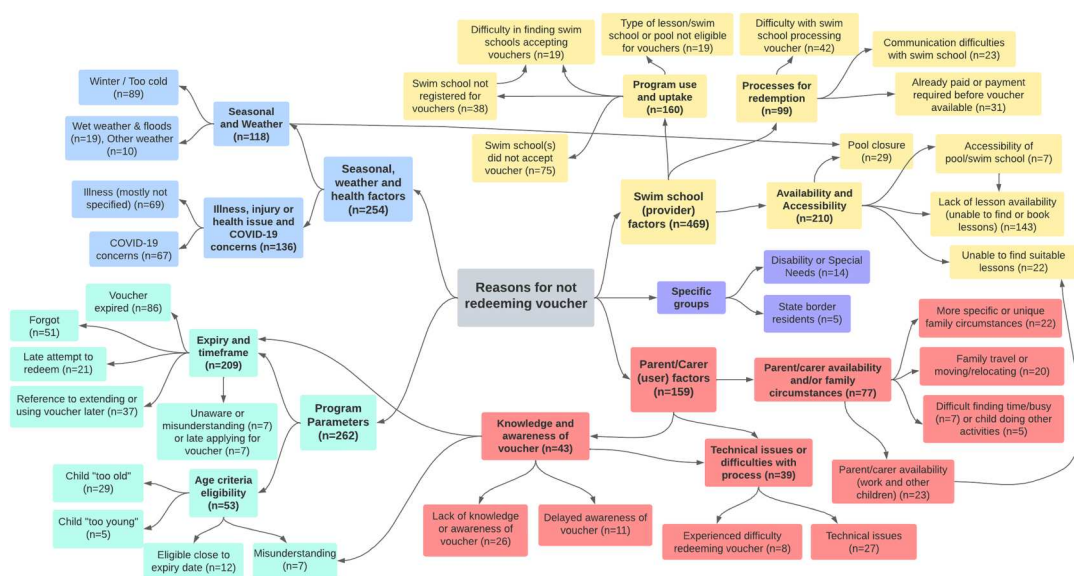 Difficulty in finding swim
schools accepting
vouchers (n=19)
Type of lesson/swim
school or pool not eligible
for vouchers (n=19)
Difficulty with swim
school processing
voucher (n=42)
Communication difficulties
with swim school (n=23)
Winter / Too cold
(n=89)
Swim school not
registered for
vouchers (n=38)
Program use
and uptake
(n=160)
Processes for
redemption
(n=99)
Already paid or payment
required before voucher
available (n=31)
Seasonal
and Weather
(n=118)
Wet weather & floods
(n=19), Other weather
(n=10)
Swim school(s)
did not accept
voucher (n=75)
Pool closure
(n=29)
Accessibility of
pool/swim school (n=7)
Seasonal,
weather and
health factors
(n=254)
Illness (mostly not
specified) (n=69)
Illness, injury or
health issue and
COVID-19
concerns (n=136)
Swim school
(provider)
factors (n=469)
Availability and
Accessibility
(n=210)
Lack of lesson availability
(unable to find or book
lessons) (n=143)
COVID-19
concerns (n=67)
Unable to find suitable
lessons (n=22)
Reasons for not
redeeming voucher
Specific
groups
Disability or Special
Needs (n=14)
State border
residents (n=5)
Voucher
expired (n=86)
Forgot
(n=51)
Expiry and
timeframe
(n=209)
Late attempt to
redeem (n=21)
Reference to extending or
using voucher later (n=37)
Unaware or
misunderstanding (n=7)
or late applying for
voucher (n=7)
Program
Parameters
(n=262)
Parent/Carer
(user) factors
(n=159)
Parent/carer availability
and/or family
circumstances (n=77)
More specific or unique
family circumstances (n=22)
Family travel or
moving/relocating (n=20)
Difficult finding time/busy
(n=7) or child doing other
activities (n=5)
Knowledge and
awareness of
voucher (n=43)
Technical issues or
difficulties with
process (n=39)
Parent/carer availability
(work and other
children) (n=23)
Child "too old"
(n=29)
Age criteria
eligibility
(n=53)
Child "too young"
(n=5)
Eligible close to
expiry date (n=12)
Misunderstanding
(n=7)
Lack of knowledge
or awareness of
voucher (n=26)
Delayed awareness of
voucher (n=11)
Experienced difficulty
redeeming voucher (n=8)
Technical issues
(n=27)